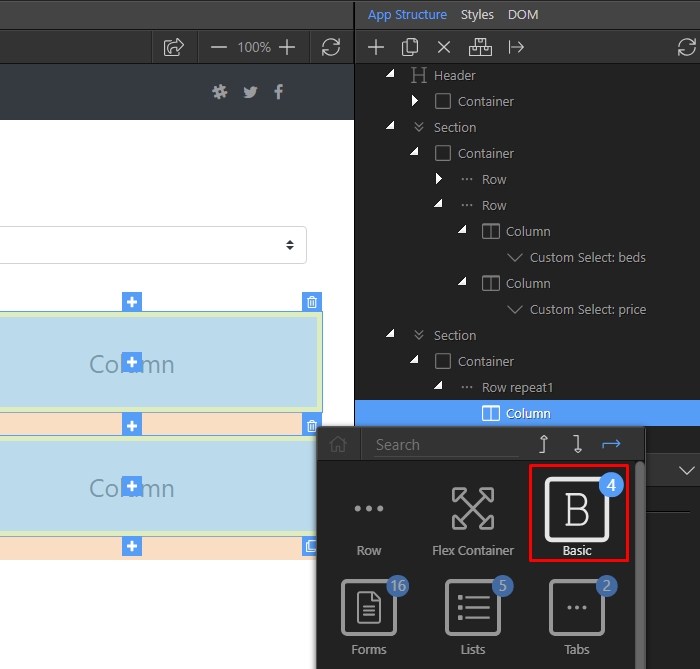 App Structure Styles DOM
100%
Header
Container
Section
Container
Row
Row
Column
Custom Select: beds
Column
Custom Select: price
Section
Container
Row repeat1
Column
Column
Column
Search
4
Row
Flex Container
B
Basic
16
5
2
Forms
Lists
Tabs